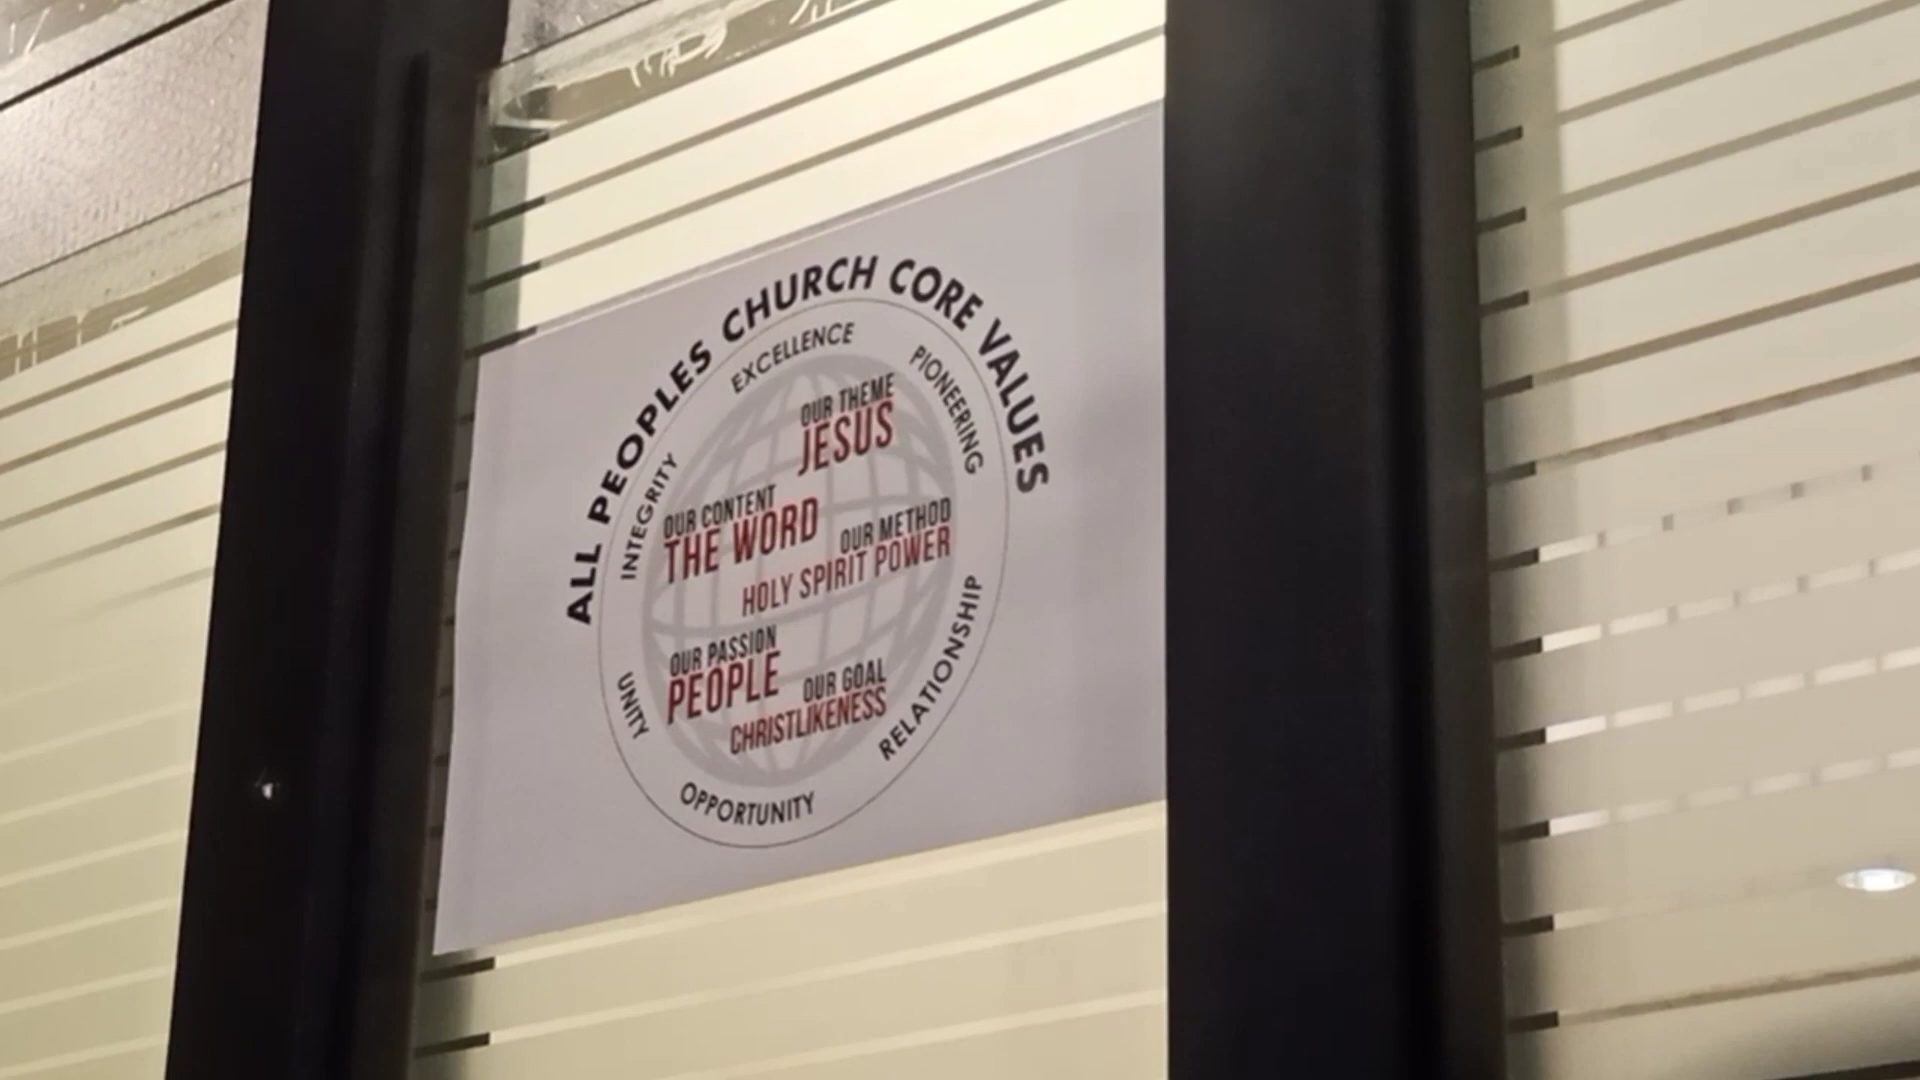 ALL PEOPLES CHURCH CORE VALUES
EXCELLENCE
PIONEERING
INTEGRITY
OUR THEME
JESUS
OUR CONTENT
THE WORD
OUR METHOD
HOLY SPIRIT POWER
OUR PASSION
PEOPLE
OUR GOAL
CHRISTLIKENESS
RELATIONSHIP
UNITY
OPPORTUNITY